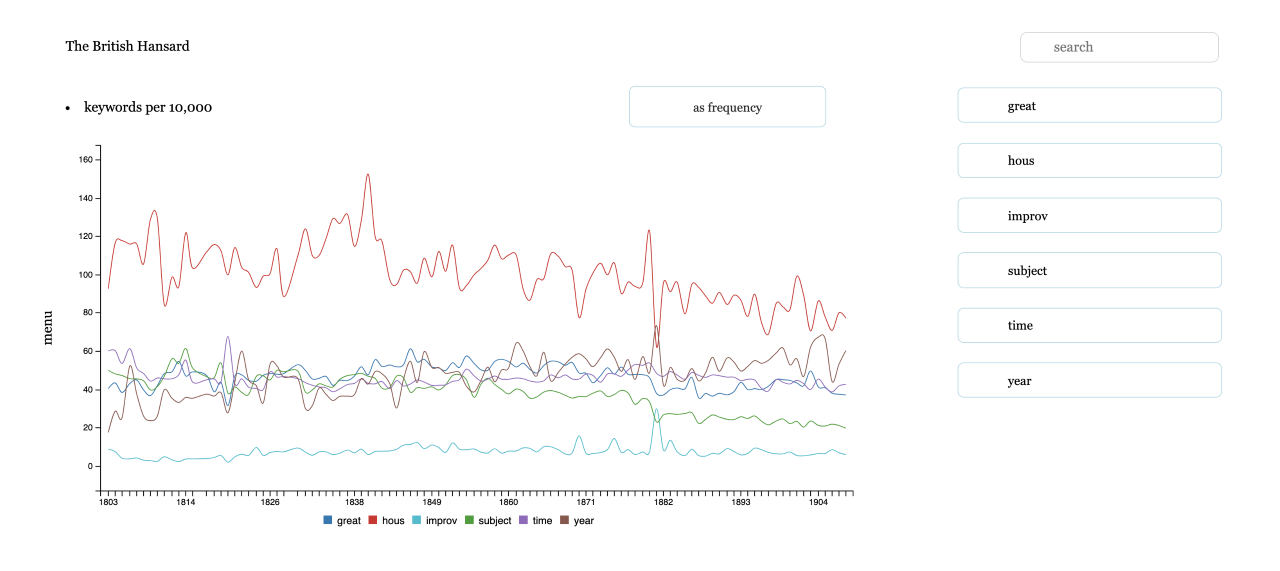 The British Hansard
search
• keywords per 10,000
as frequency
great
hous
improv
subject
time
year
menu
160
140
120
100
80
60
40
20
0
1803 1814 1826 1838 1849 1860 1871 1882 1893 1904
great hous improv subject time year